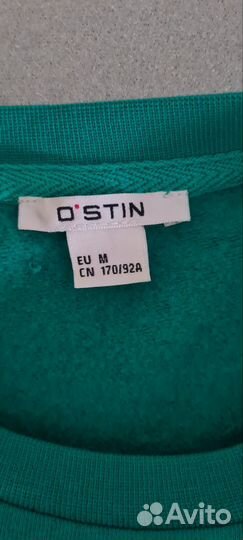 O'STIN
EU M
CN 170/92A
Avito